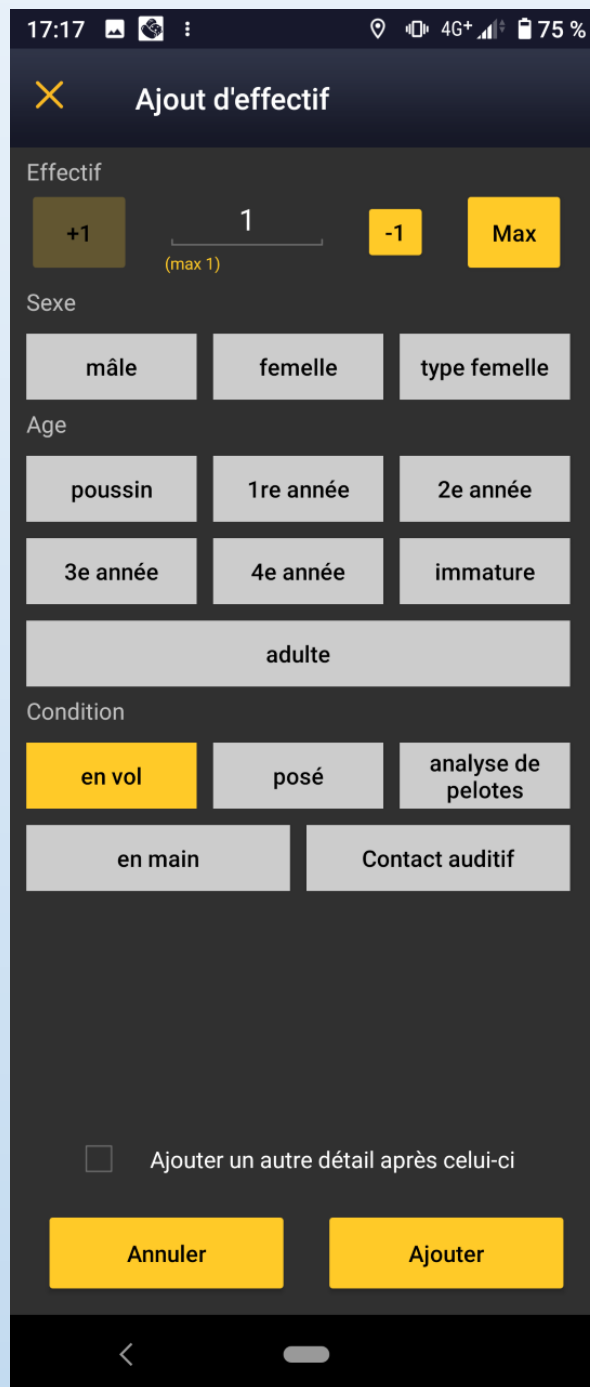 17:17 4G+ 75 %
Ajout d'effectif
Effectif
+1 1 -1 Max
(max 1)
Sexe
mâle femelle type femelle
Age
poussin 1re année 2e année
3e année 4e année immature
adulte
Condition
en vol posé analyse de
pelotes
en main Contact auditif
Ajouter un autre détail après celui-ci
Annuler Ajouter